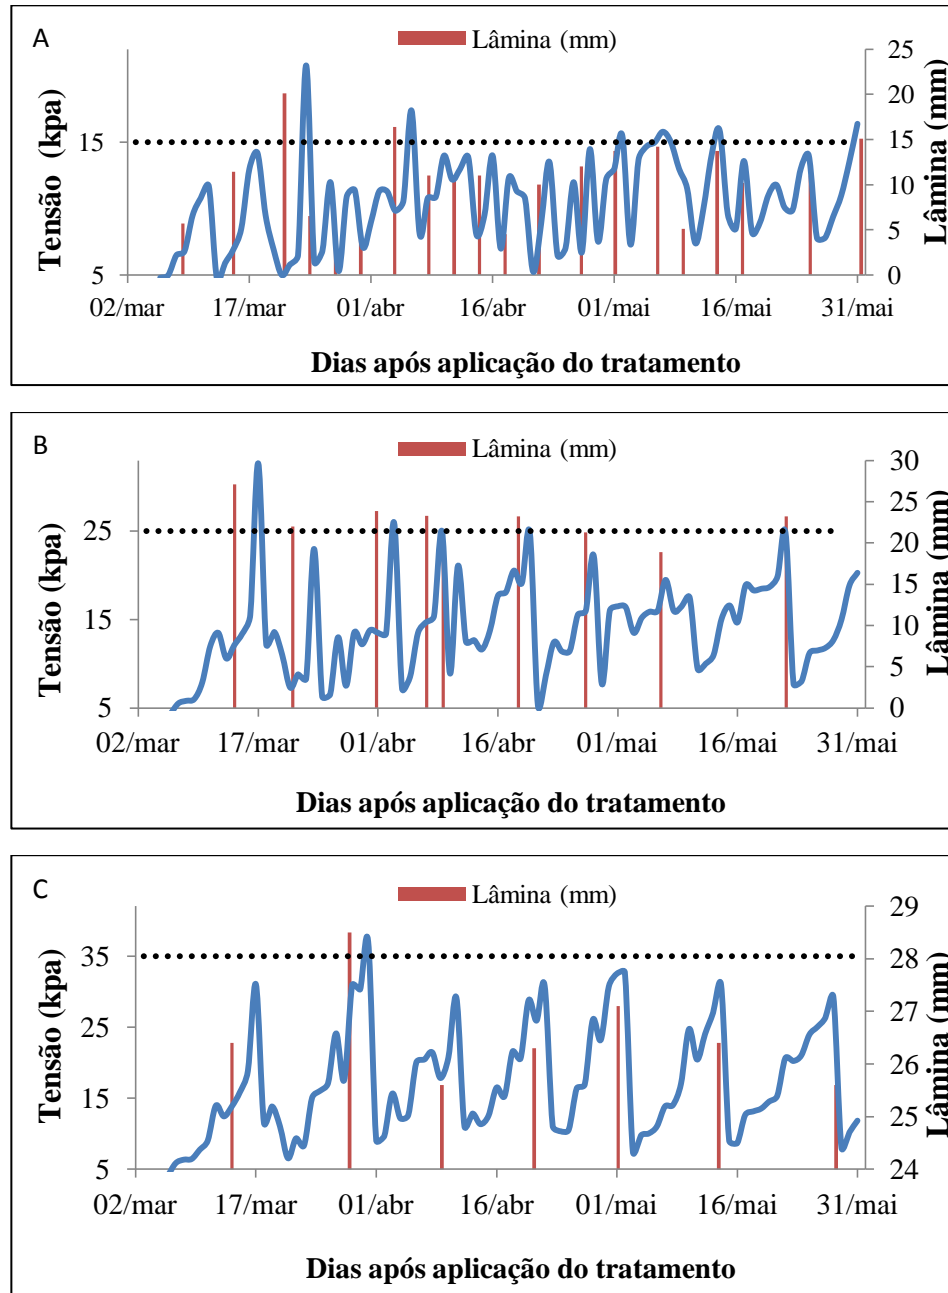 A
Lâmina (mm)
25
20
15
10
5
0
15
5
Tensão (kpa)
Lâmina (mm)
02/mar 17/mar 01/abr 16/abr 01/mai 16/mai 31/mai
Dias após aplicação do tratamento
B
Lâmina (mm)
30
25
20
15
10
5
0
25
15
5
Tensão (kpa)
Lâmina (mm)
02/mar 17/mar 01/abr 16/abr 01/mai 16/mai 31/mai
Dias após aplicação do tratamento
C
Lâmina (mm)
29
28
27
26
25
24
35
25
15
5
Tensão (kpa)
Lâmina (mm)
02/mar 17/mar 01/abr 16/abr 01/mai 16/mai 31/mai
Dias após aplicação do tratamento